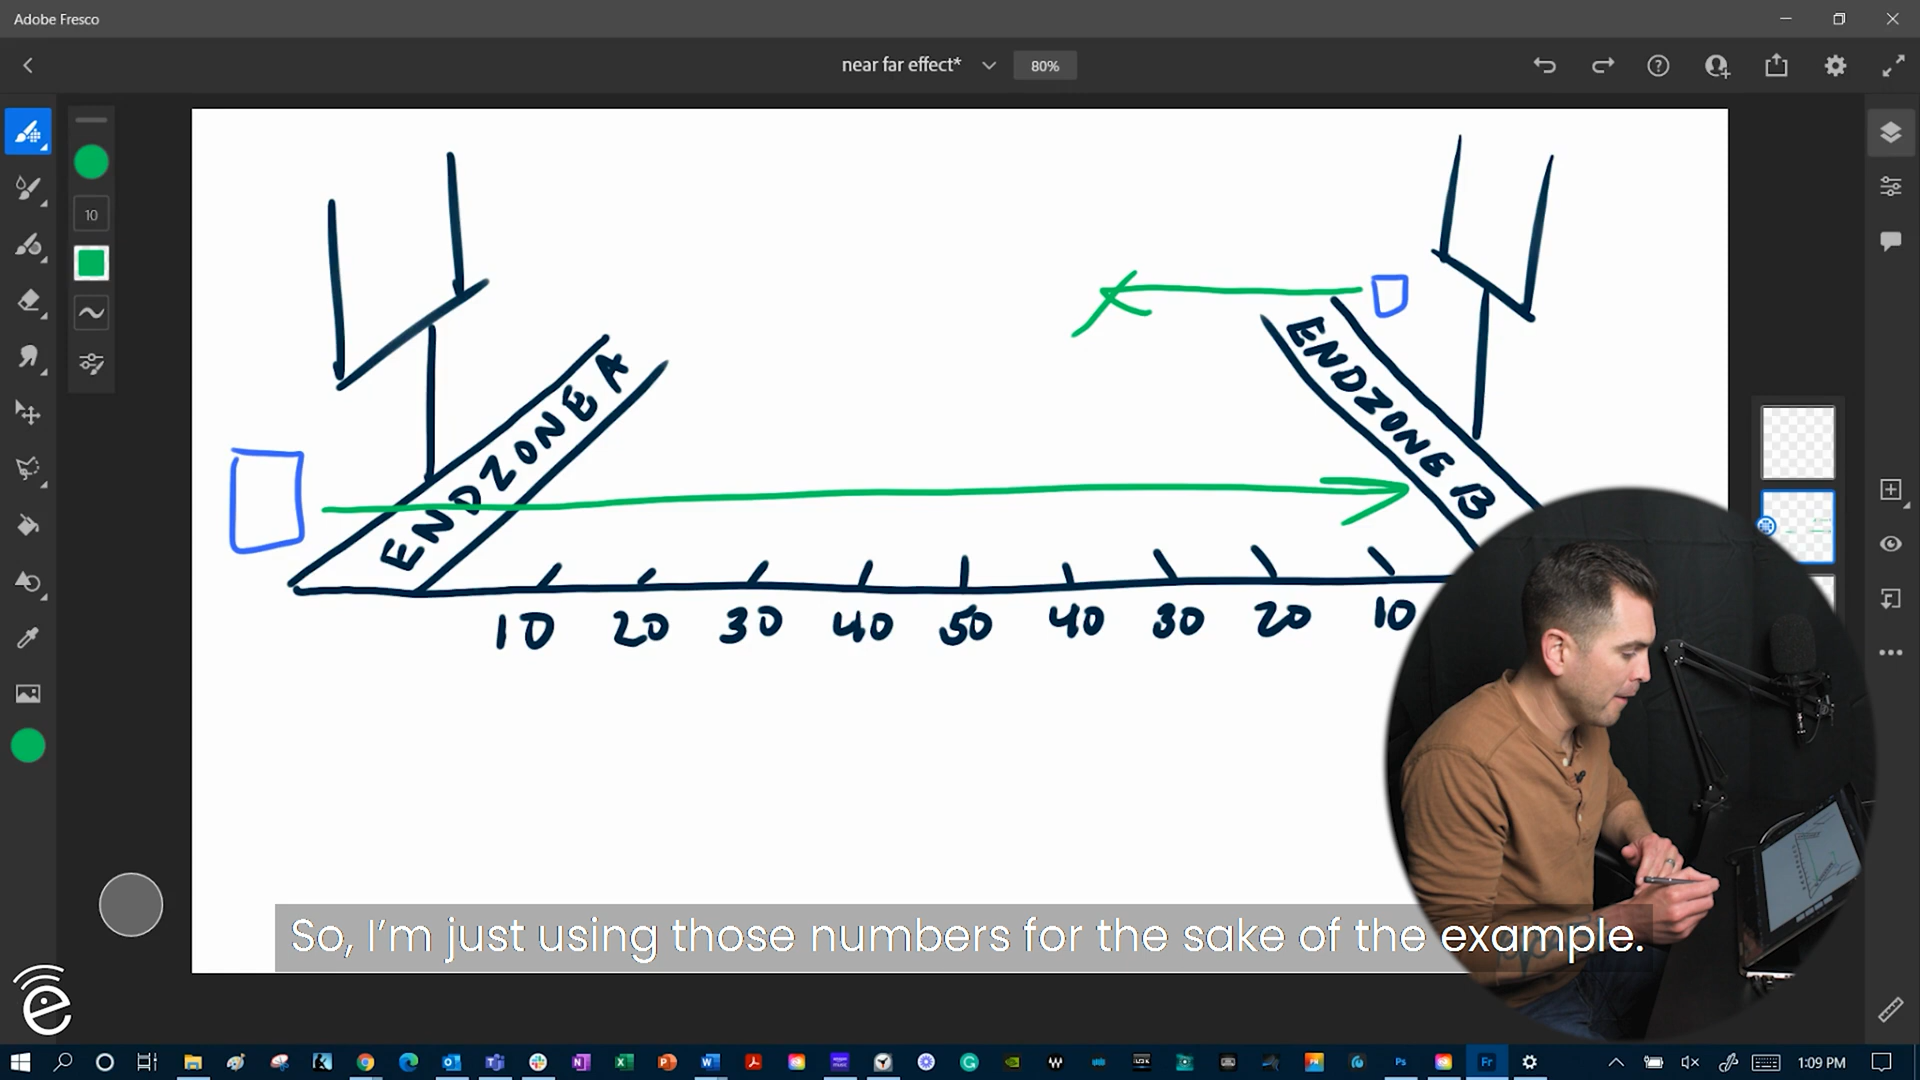 Adobe Fresco
near far effect*
80%
10
ENDZONE A
ENDZONE B
10 20 30 40 50 40 30 20 10
So, I'm just using those numbers for the sake of the example.
1:09 PM